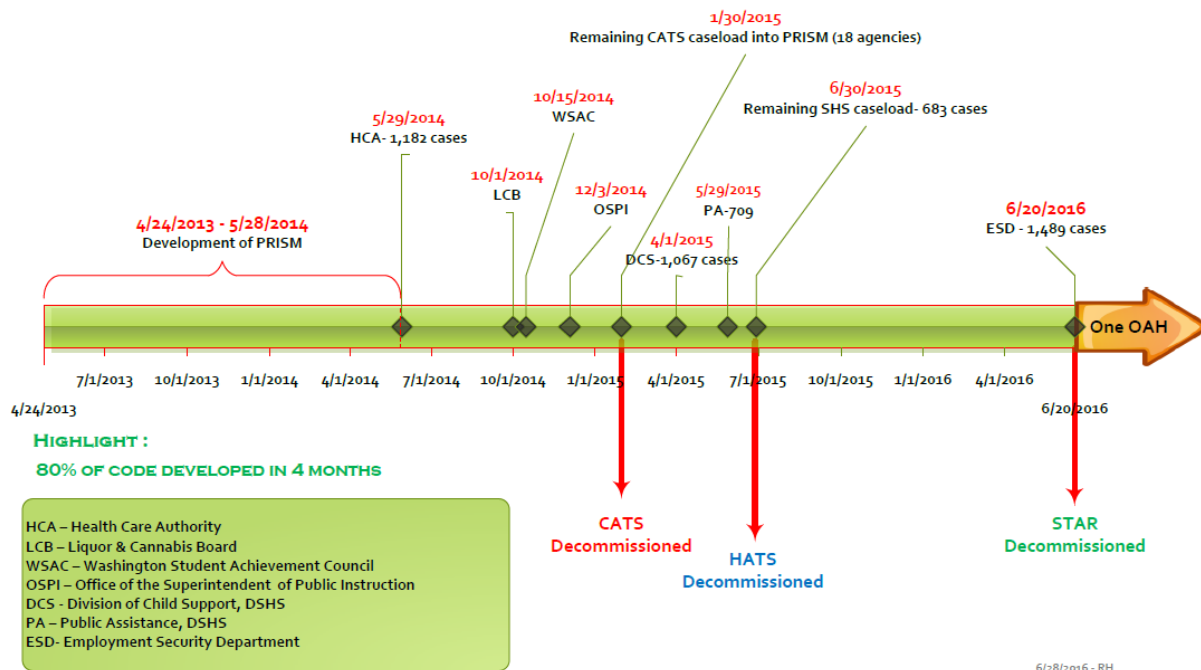 1/30/2015
Remaining CATS caseload into PRISM (18 agencies)
10/15/2014
WSAC
6/30/2015
Remaining SHS caseload- 683 cases
5/29/2014
HCA- 1,182 cases
10/1/2014
LCB
12/3/2014
OSPI
5/29/2015
PA-709
6/20/2016
ESD - 1,489 cases
4/24/2013 - 5/28/2014
Development of PRISM
4/1/2015
DCS-1,067 cases
One OAH
7/1/2013 10/1/2013 1/1/2014 4/1/2014 7/1/2014 10/1/2014 1/1/2015 4/1/2015 7/1/2015 10/1/2015 1/1/2016 4/1/2016
4/24/2013 6/20/2016
HIGHLIGHT :
80% OF CODE DEVELOPED IN 4 MONTHS
HCA – Health Care Authority
LCB – Liquor & Cannabis Board
WSAC – Washington Student Achievement Council
OSPI – Office of the Superintendent of Public Instruction
DCS - Division of Child Support, DSHS
PA – Public Assistance, DSHS
ESD- Employment Security Department
CATS
Decommissioned
HATS
Decommissioned
STAR
Decommissioned
6/28/2016 - RH